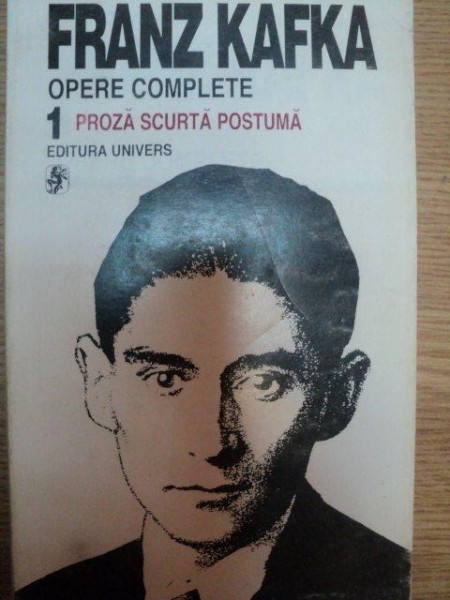 FRANZ KAFKA
OPERE COMPLETE
1 PROZĂ SCURTĂ POSTUMĂ
EDITURA UNIVERS